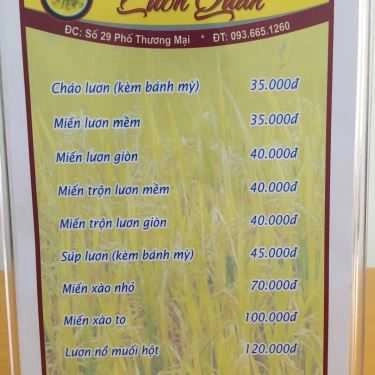 Lươn Xuân
ĐC: Số 29 Phố Thương Mại * ĐT: 093.665.1260
Cháo lươn (kèm bánh mỳ) 35.000đ
Miến lươn mềm 35.000đ
Miến lươn giòn 40.000đ
Miến trộn lươn mềm 40.000đ
Miến trộn lươn giòn 40.000đ
Súp lươn (kèm bánh mỳ) 45.000đ
Miến xào nhỏ 70.000đ
Miến xào to 100.000đ
Lươn nổ muối hột 120.000đ